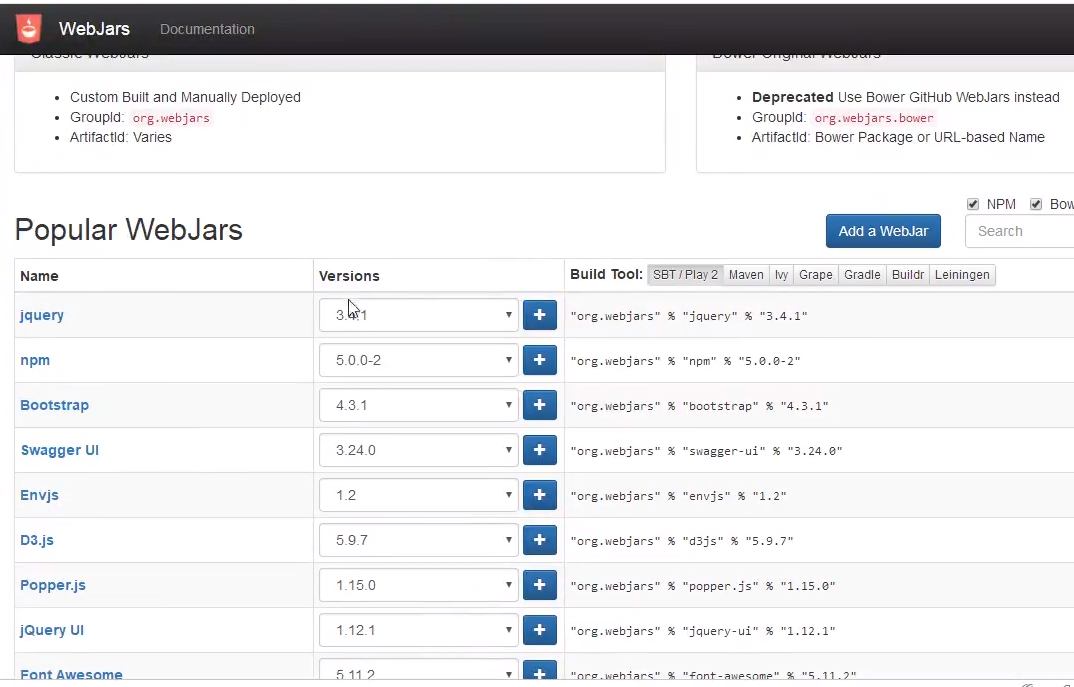 WebJars Documentation
Classic WebJars
Bower Original WebJars
Custom Built and Manually Deployed
GroupId: org.webjars
ArtifactId: Varies
Deprecated Use Bower GitHub WebJars instead
GroupId: org.webjars.bower
ArtifactId: Bower Package or URL-based Name
NPM Bow
Popular WebJars
Add a WebJar
Search
Name Versions Build Tool: SBT / Play 2 Maven Ivy Grape Gradle Buildr Leiningen
jquery 3.4.1 + "org.webjars" % "jquery" % "3.4.1"
npm 5.0.0-2 + "org.webjars" % "npm" % "5.0.0-2"
Bootstrap 4.3.1 + "org.webjars" % "bootstrap" % "4.3.1"
Swagger UI 3.24.0 + "org.webjars" % "swagger-ui" % "3.24.0"
Envjs 1.2 + "org.webjars" % "envjs" % "1.2"
D3.js 5.9.7 + "org.webjars" % "d3js" % "5.9.7"
Popper.js 1.15.0 + "org.webjars" % "popper.js" % "1.15.0"
jQuery UI 1.12.1 + "org.webjars" % "jquery-ui" % "1.12.1"
Font Awesome 5.11.2 + "org.webjars" % "font-awesome" % "5.11.2"